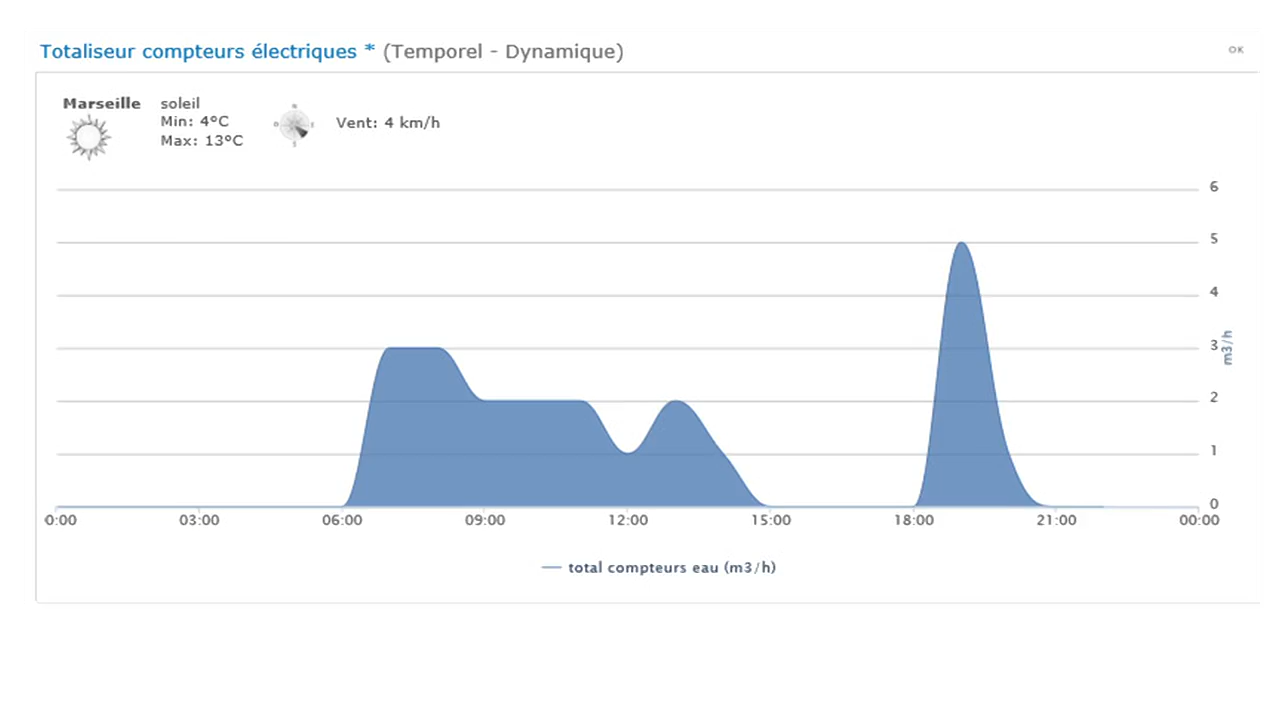 Totaliseur compteurs électriques * (Temporel - Dynamique)
OK
Marseille soleil
Min: 4°C
Max: 13°C
N
O
S
Vent: 4 km/h
6
5
4
3
2
1
0
m3/h
0:00 03:00 06:00 09:00 12:00 15:00 18:00 21:00 00:00
total compteurs eau (m3/h)